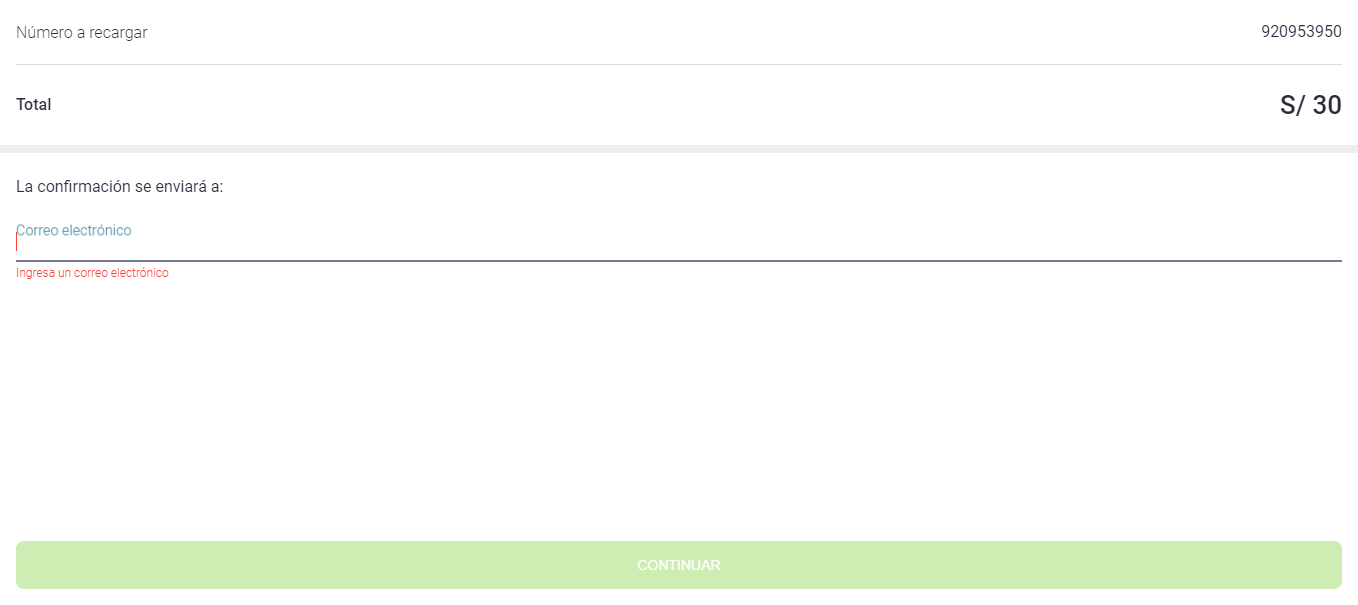 Número a recargar 920953950
Total S/ 30
La confirmación se enviará a:
Correo electrónico
Ingresa un correo electrónico
CONTINUAR